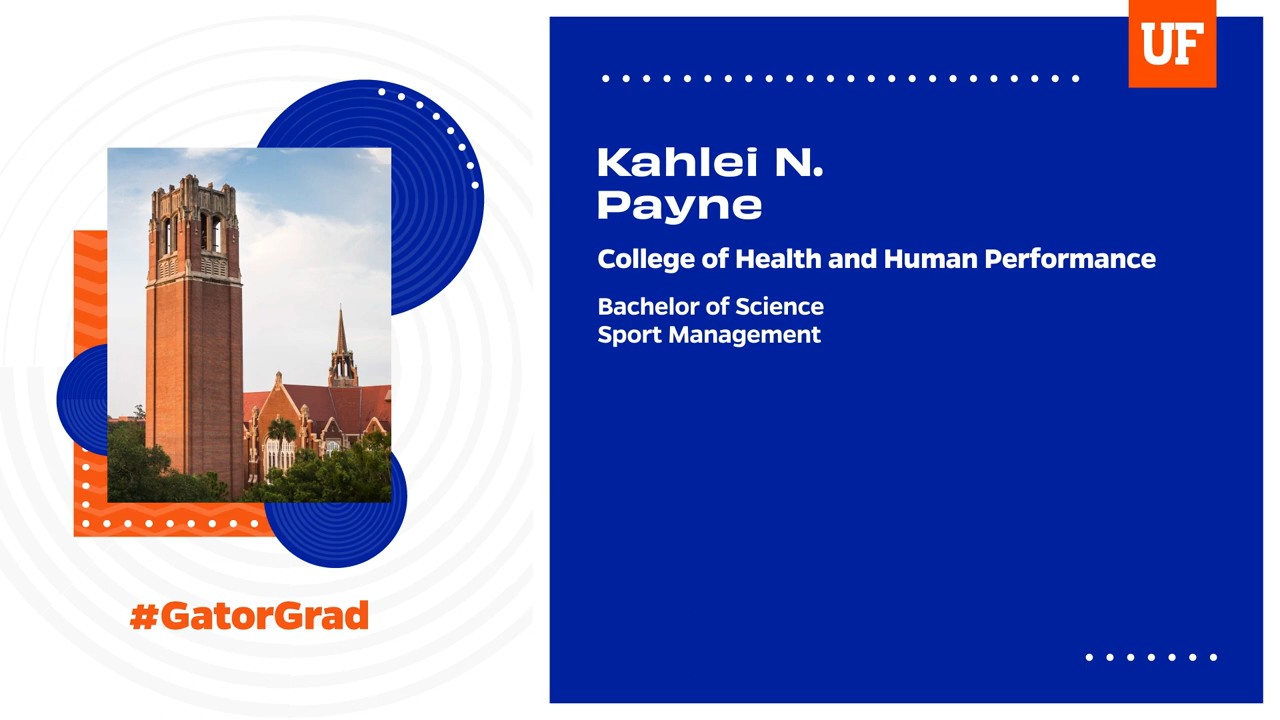 UF
Kahlei N.
Payne
College of Health and Human Performance
Bachelor of Science
Sport Management
#GatorGrad